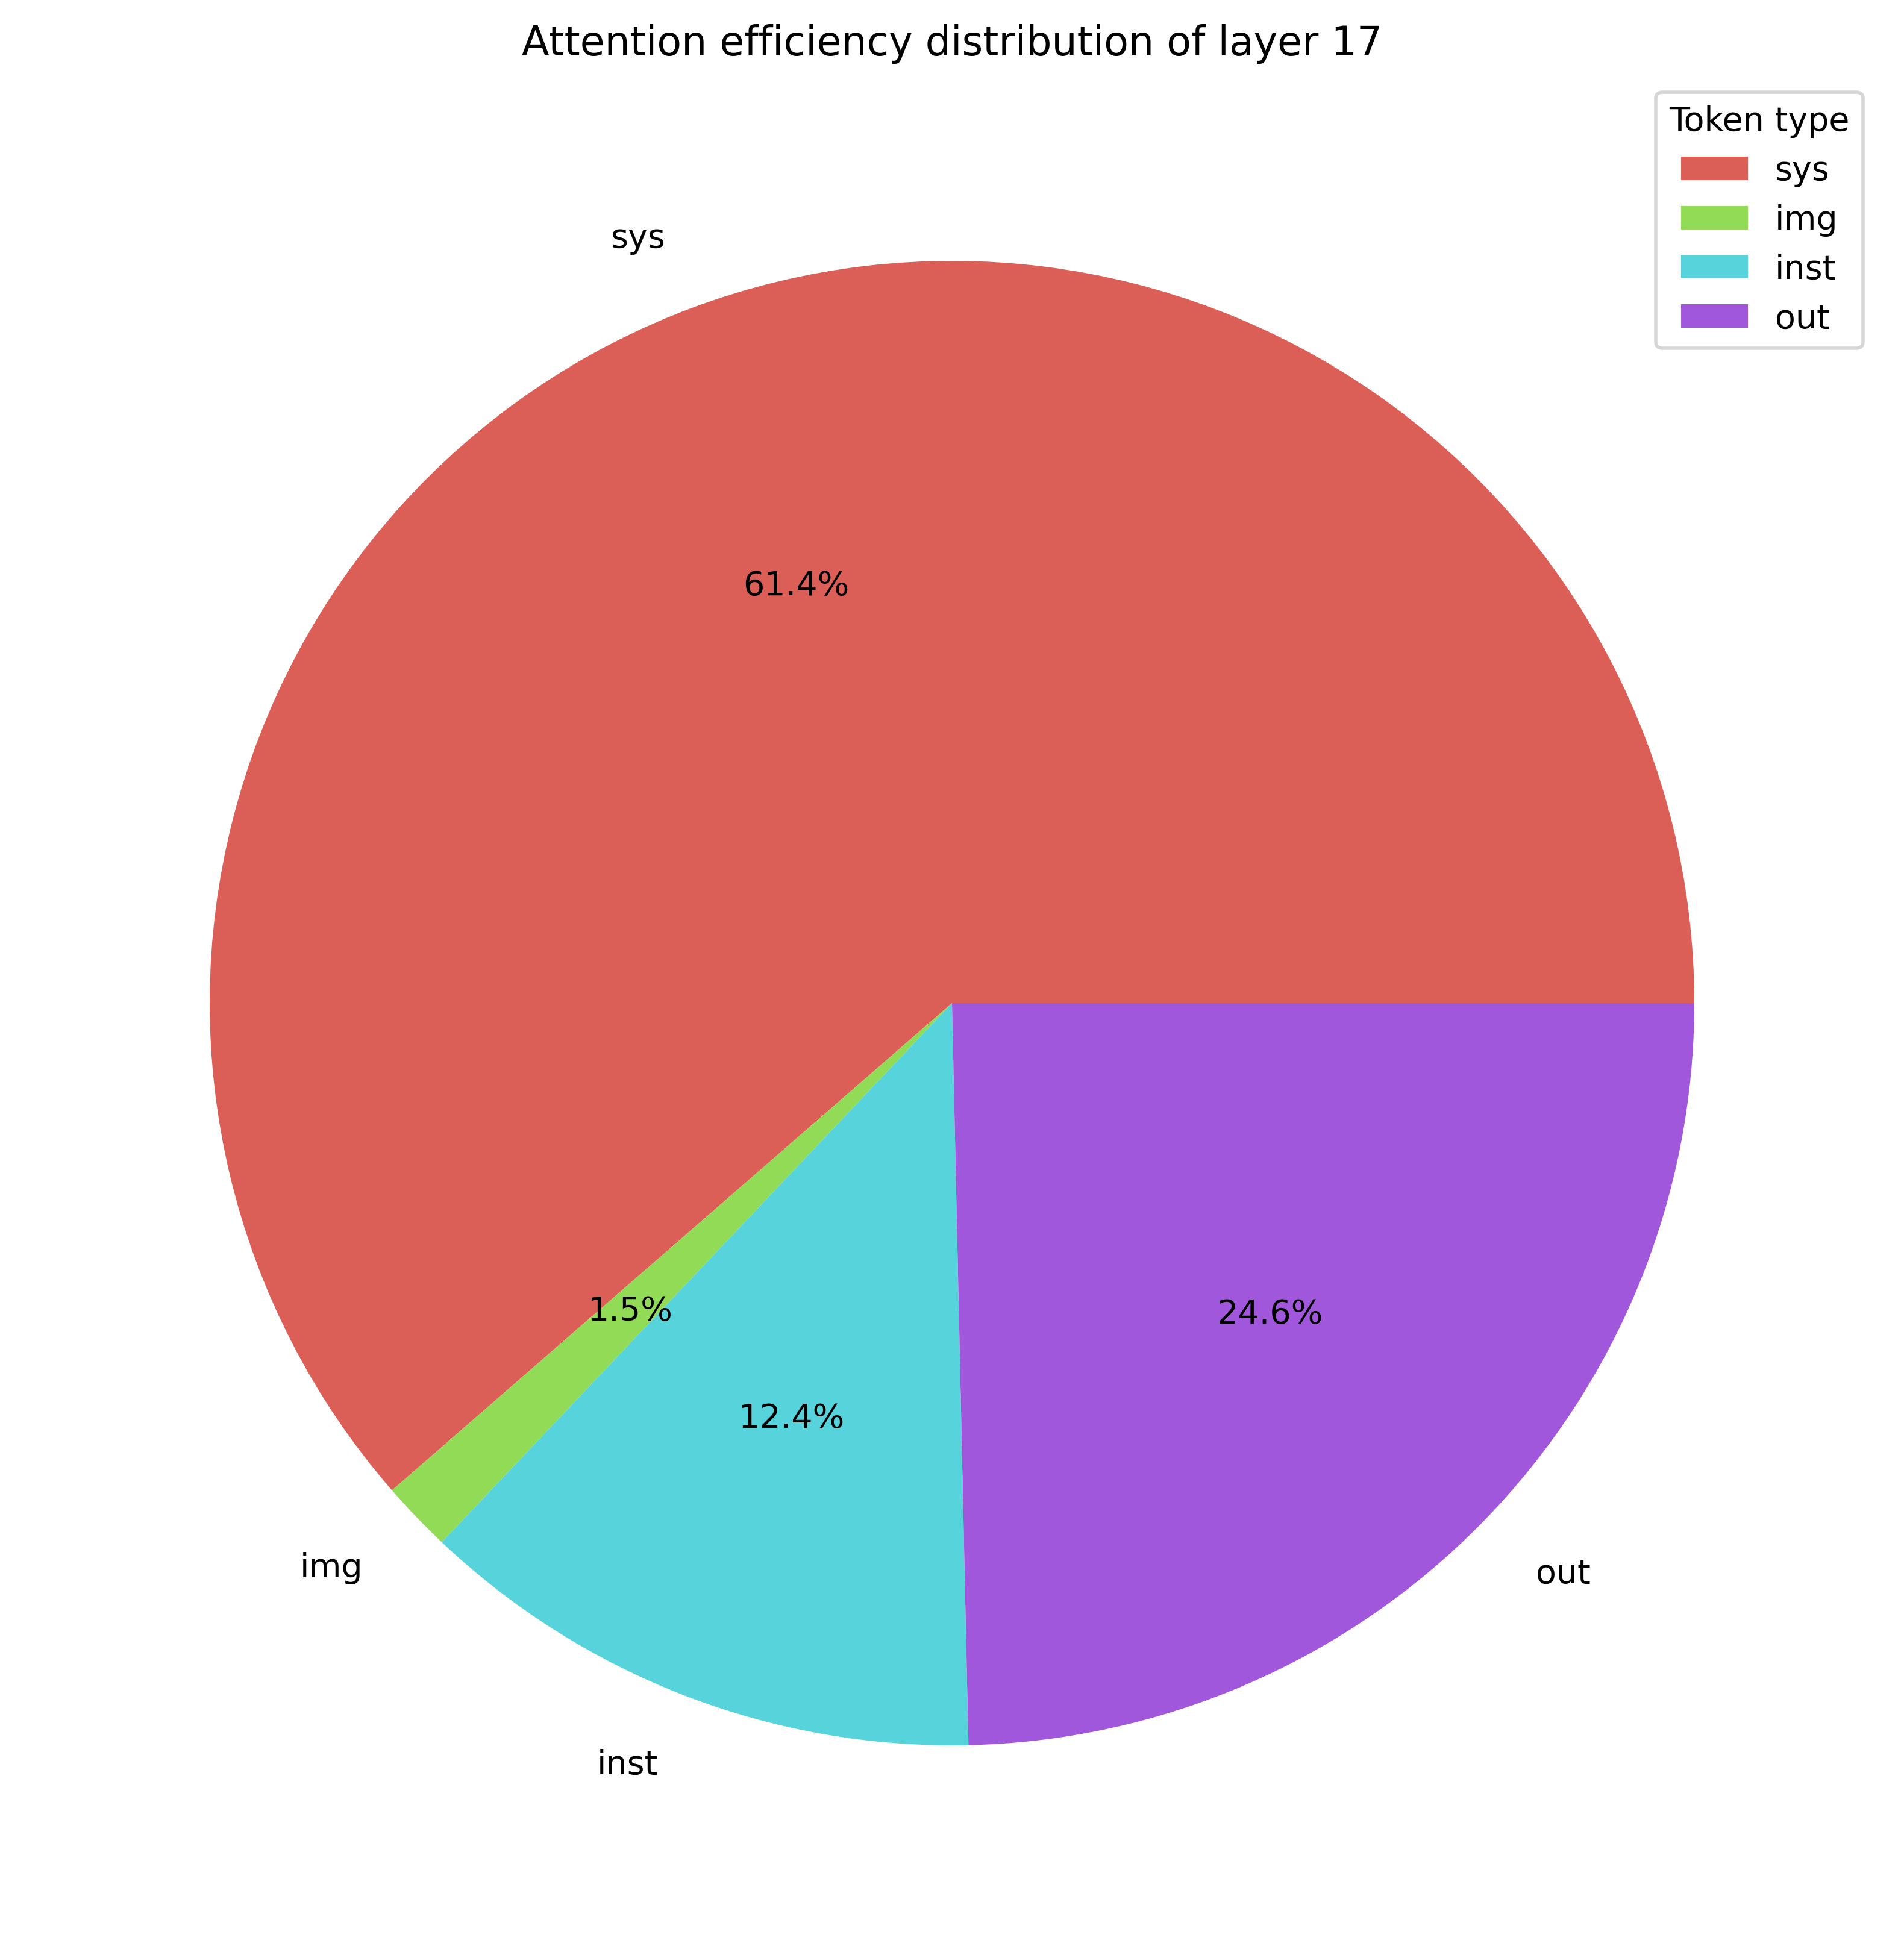 Attention efficiency distribution of layer 17
Token type
sys
img
inst
out
sys
61.4%
1.5%
12.4%
24.6%
img
out
inst